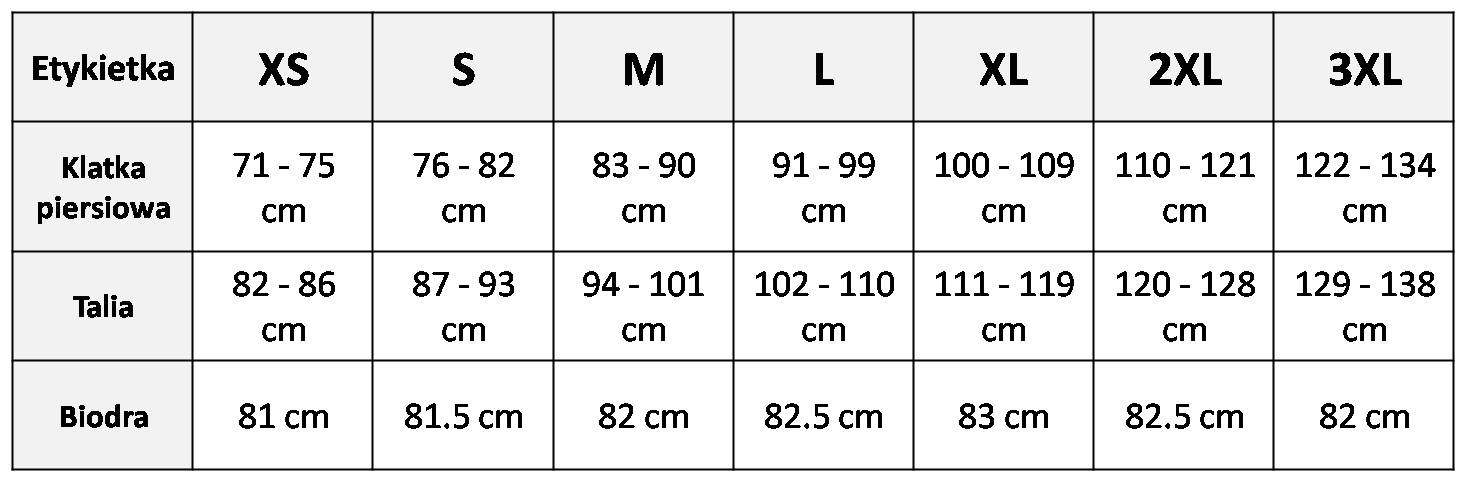 Etykietka XS S M L XL 2XL 3XL
Klatka piersiowa 71 - 75 cm 76 - 82 cm 83 - 90 cm 91 - 99 cm 100 - 109 cm 110 - 121 cm 122 - 134 cm
Talia 82 - 86 cm 87 - 93 cm 94 - 101 cm 102 - 110 cm 111 - 119 cm 120 - 128 cm 129 - 138 cm
Biodra 81 cm 81.5 cm 82 cm 82.5 cm 83 cm 82.5 cm 82 cm